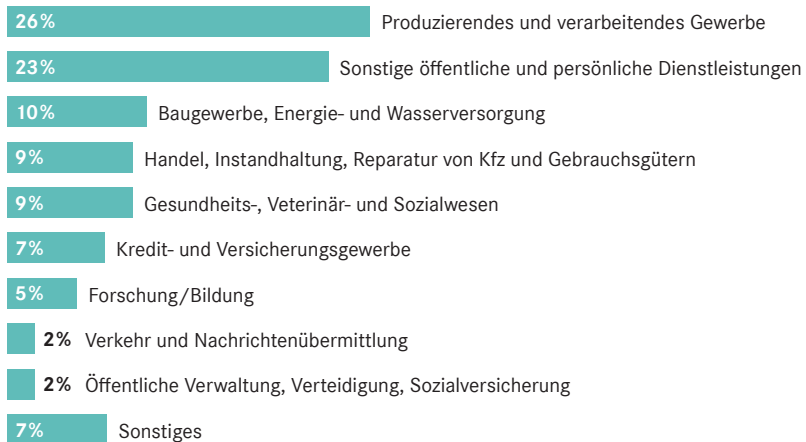 26% Produzierendes und verarbeitendes Gewerbe
23% Sonstige öffentliche und persönliche Dienstleistungen
10% Baugewerbe, Energie- und Wasserversorgung
9% Handel, Instandhaltung, Reparatur von Kfz und Gebrauchsgütern
9% Gesundheits-, Veterinär- und Sozialwesen
7% Kredit- und Versicherungsgewerbe
5% Forschung/Bildung
2% Verkehr und Nachrichtenübermittlung
2% Öffentliche Verwaltung, Verteidigung, Sozialversicherung
7% Sonstiges